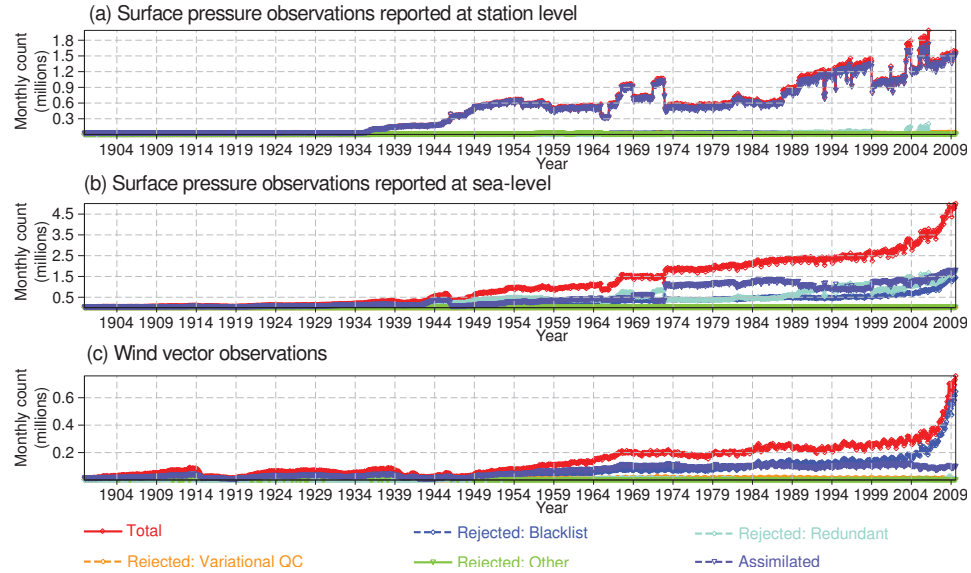 (a) Surface pressure observations reported at station level
Monthly count
(millions)
1.8
1.5
1.2
0.9
0.6
0.3
1904 1909 1914 1919 1924 1929 1934 1939 1944 1949 1954 1959 1964 1969 1974 1979 1984 1989 1994 1999 2004 2009
Year
(b) Surface pressure observations reported at sea-level
Monthly count
(millions)
4.5
3.5
2.5
1.5
0.5
1904 1909 1914 1919 1924 1929 1934 1939 1944 1949 1954 1959 1964 1969 1974 1979 1984 1989 1994 1999 2004 2009
Year
(c) Wind vector observations
Monthly count
(millions)
0.6
0.4
0.2
1904 1909 1914 1919 1924 1929 1934 1939 1944 1949 1954 1959 1964 1969 1974 1979 1984 1989 1994 1999 2004 2009
Year
Total Rejected: Blacklist Rejected: Redundant
Rejected: Variational QC Rejected: Other Assimilated